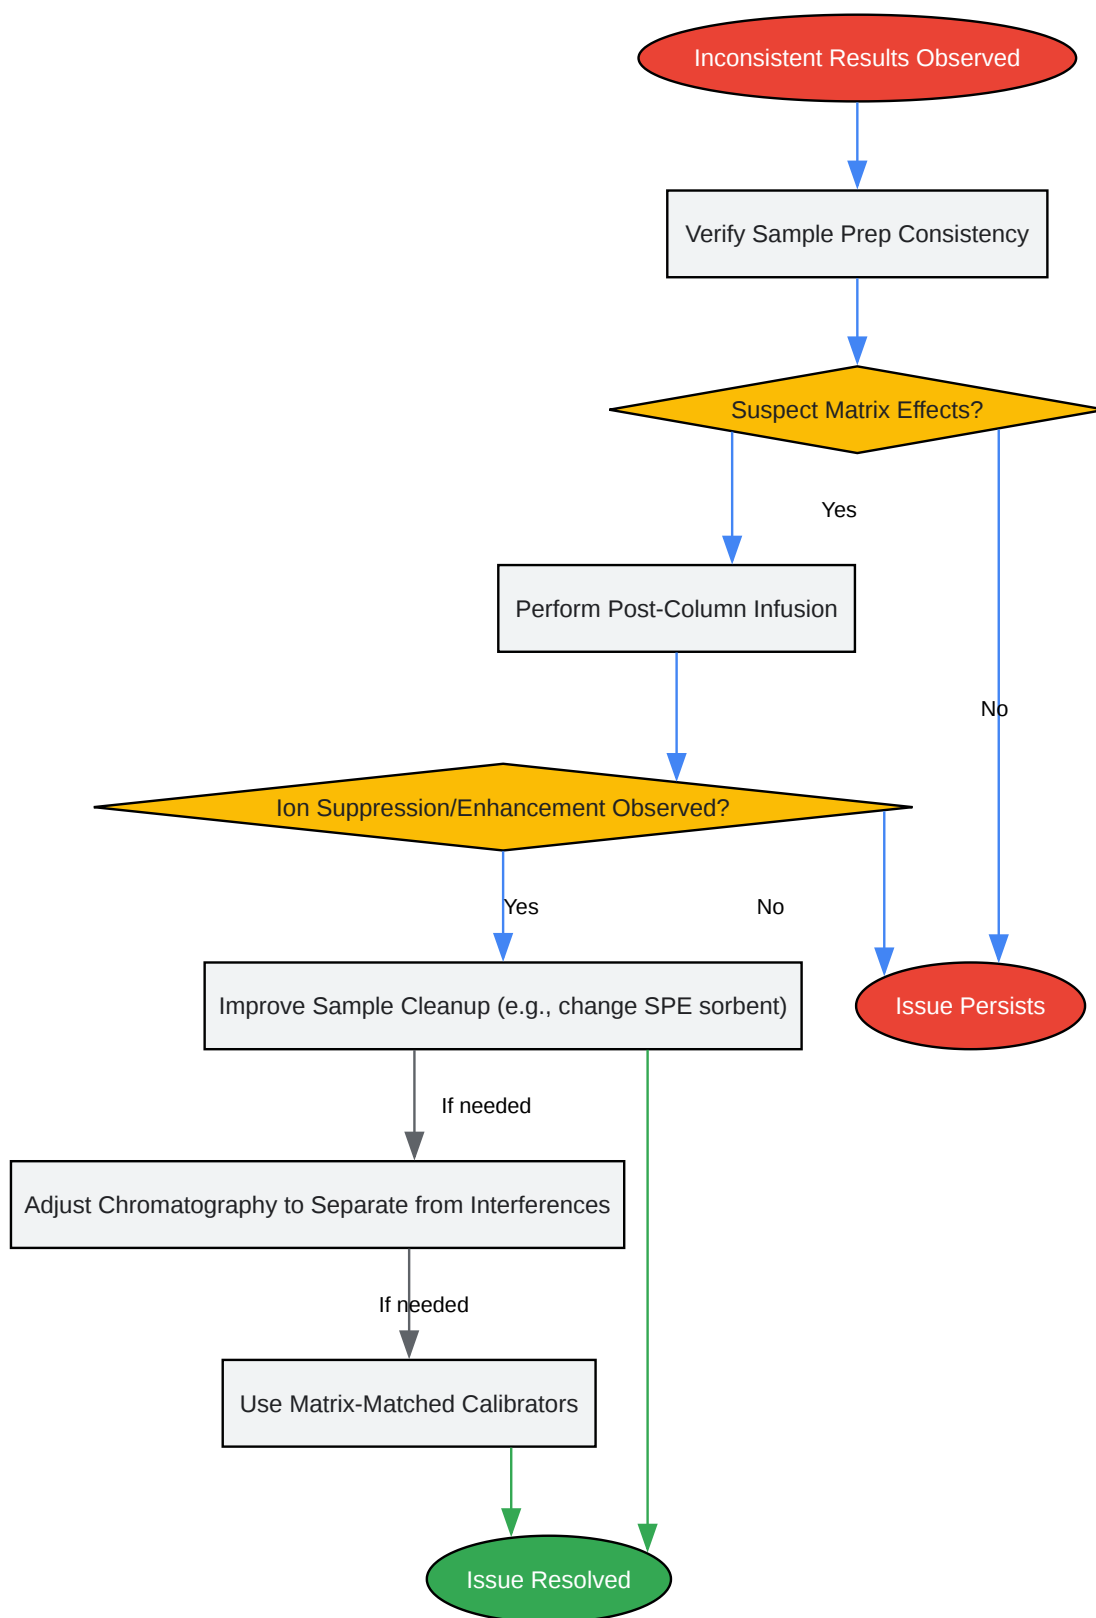 Inconsistent Results Observed
Verify Sample Prep Consistency
Suspect Matrix Effects?
Yes
Perform Post-Column Infusion
No
Ion Suppression/Enhancement Observed?
Yes
No
Improve Sample Cleanup (e.g., change SPE sorbent)
Issue Persists
If needed
Adjust Chromatography to Separate from Interferences
If needed
Use Matrix-Matched Calibrators
Issue Resolved